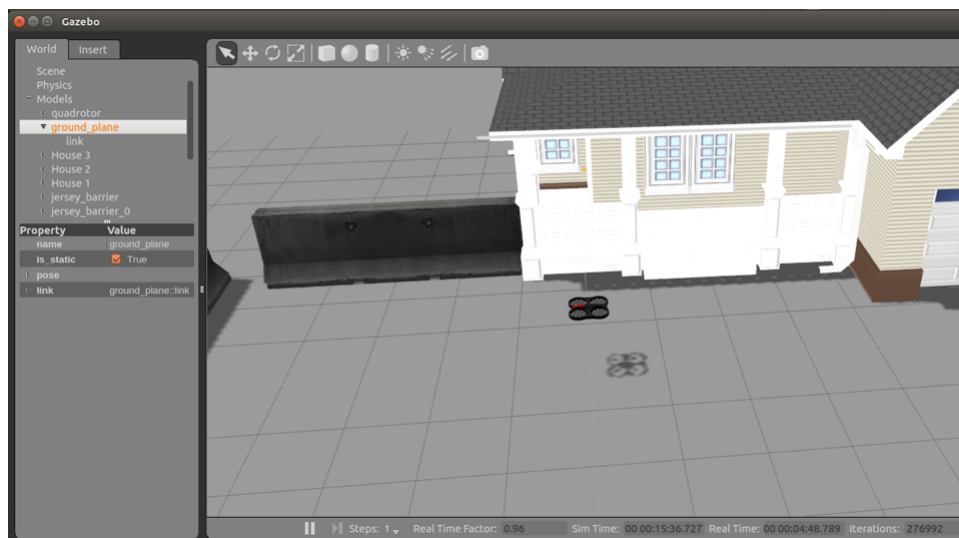 Gazebo
World Insert
Scene
Physics
Models
quadrotor
ground_plane
link
House 3
House 2
House 1
jersey_barrier
jersey_barrier_0
Property Value
name ground_plane
is_static True
pose
link ground_plane::link
Steps: 1 Real Time Factor: 0.96 Sim Time: 00 00:15:36.727 Real Time: 00 00:04:48.789 Iterations: 276992